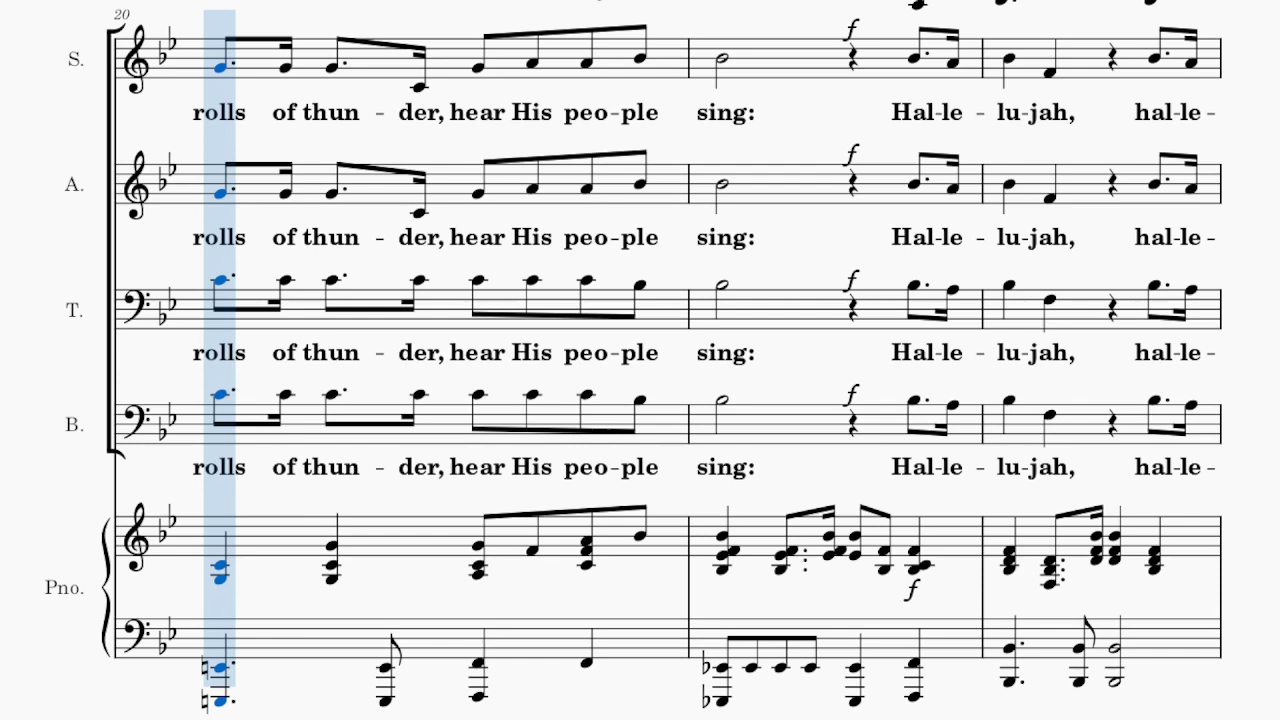 20
f
S.
rolls of thun - der, hear His peo - ple sing: Hal - le - lu - jah, hal - le -
f
A.
rolls of thun - der, hear His peo - ple sing: Hal - le - lu - jah, hal - le -
f
T.
rolls of thun - der, hear His peo - ple sing: Hal - le - lu - jah, hal - le -
f
B.
rolls of thun - der, hear His peo - ple sing: Hal - le - lu - jah, hal - le -
Pno.
f